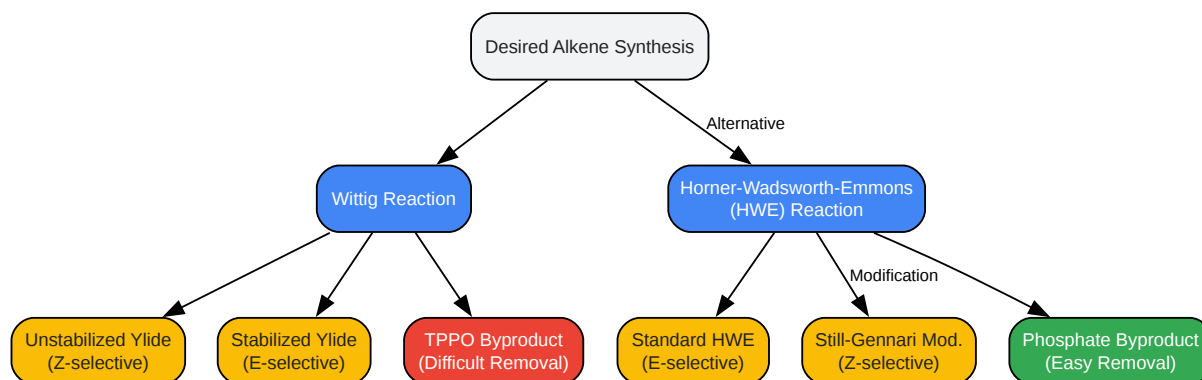 Desired Alkene Synthesis
Alternative
Wittig Reaction
Horner-Wadsworth-Emmons
(HWE) Reaction
Modification
Unstabilized Ylide
(Z-selective)
Stabilized Ylide
(E-selective)
TPPO Byproduct
(Difficult Removal)
Standard HWE
(E-selective)
Still-Gennari Mod.
(Z-selective)
Phosphate Byproduct
(Easy Removal)